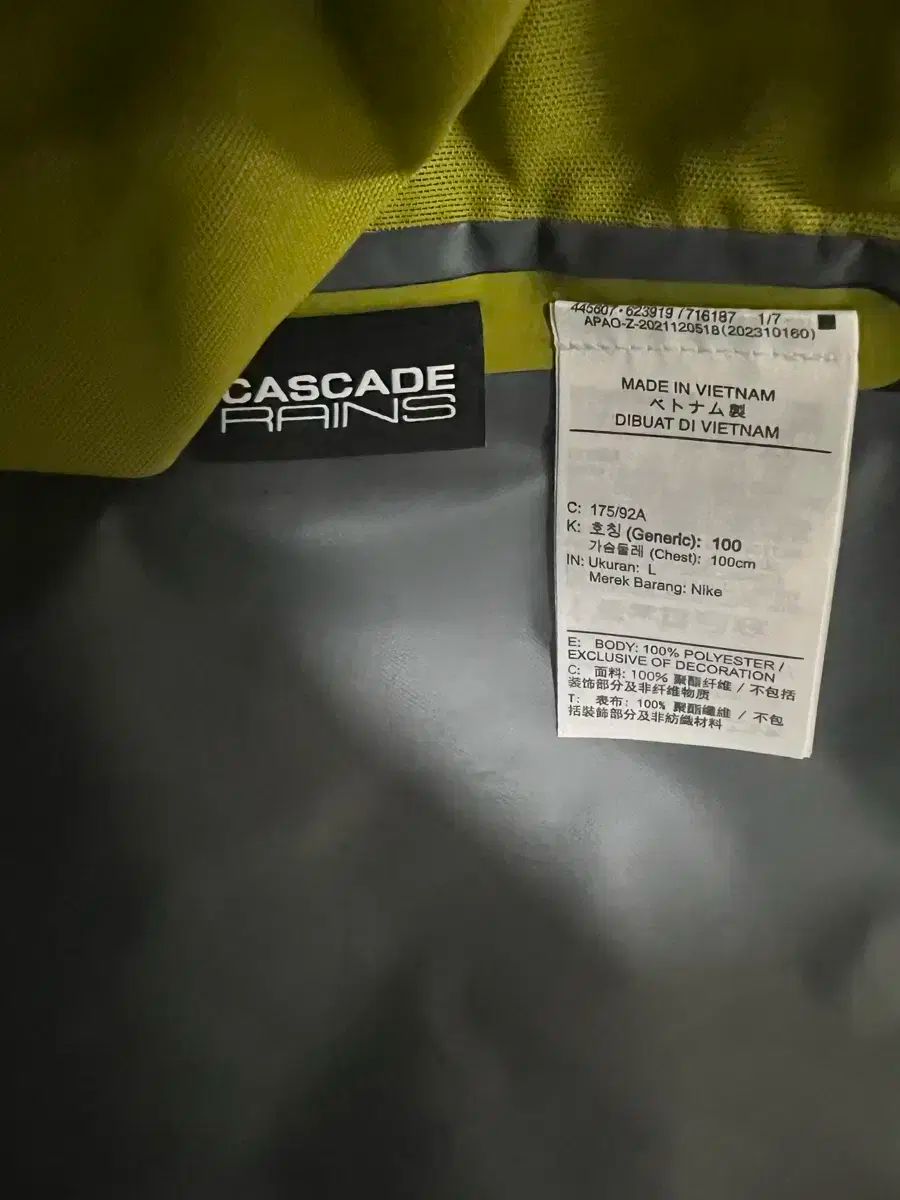 CASCADE
RAINS
445607-623919 / 716187 1/7
APAO-Z-2021120518(202310160)
MADE IN VIETNAM
ベトナム製
DIBUAT DI VIETNAM
C: 175/92A
K: 호칭 (Generic): 100
가슴둘레 (Chest): 100cm
IN: Ukuran: L
Merek Barang: Nike
E: BODY: 100% POLYESTER /
EXCLUSIVE OF DECORATION
C: 面料: 100% 聚酯纤维 / 不包括
装饰部分及非纤维物质
T: 表布: 100% 聚酯纖維 / 不包
括裝飾部分及非紡織材料